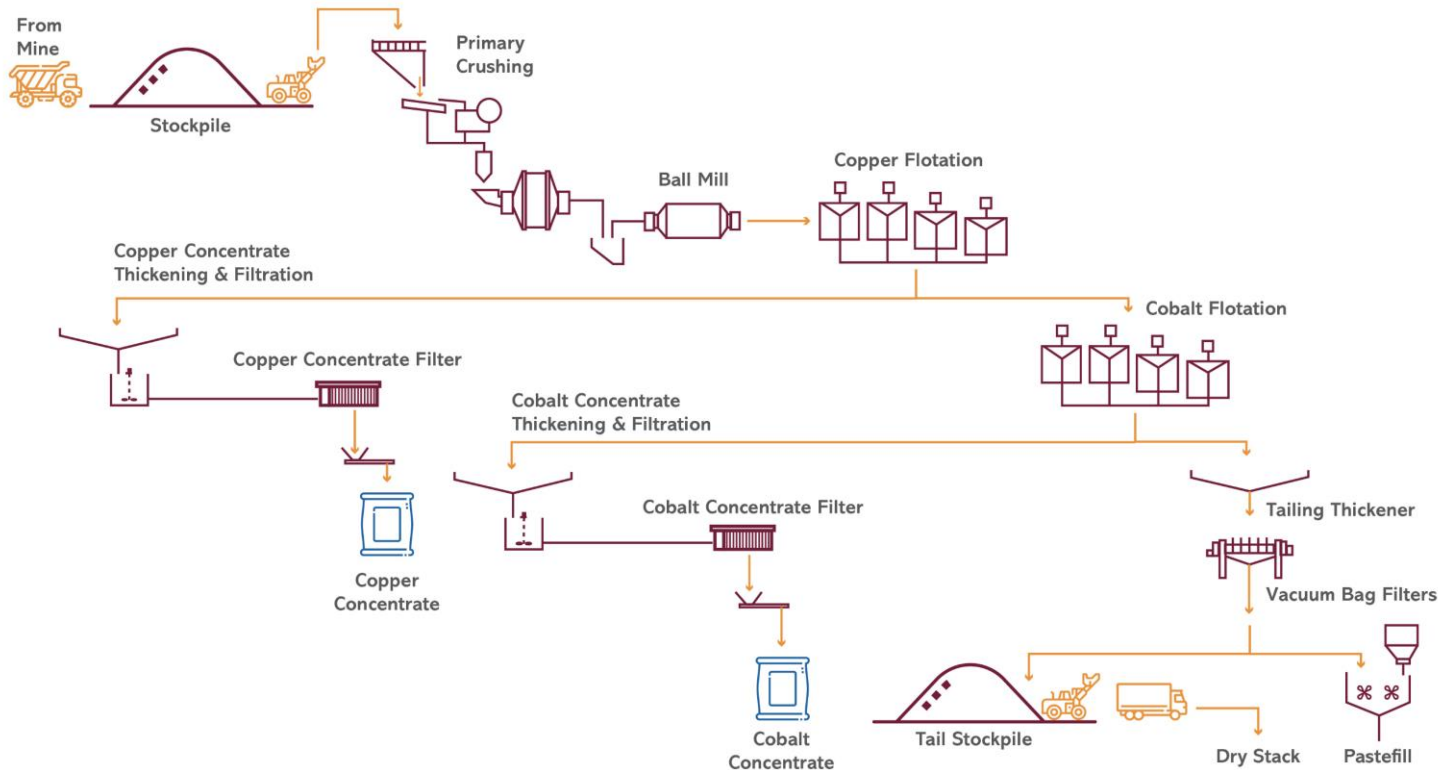 From
Mine
Primary
Crushing
Stockpile
Copper Flotation
Ball Mill
Copper Concentrate
Thickening & Filtration
Cobalt Flotation
Copper Concentrate Filter
Cobalt Concentrate
Thickening & Filtration
Cobalt Concentrate Filter
Tailing Thickener
Copper
Concentrate
Vacuum Bag Filters
Cobalt
Concentrate
Tail Stockpile
Dry Stack
Pastefill